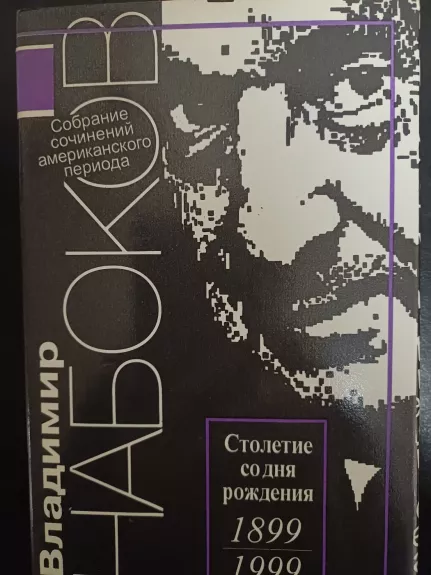 Владимир
НАБОКОВ
Собрание
сочинений
американского
периода
Столетие
со дня
рождения
1899
1999